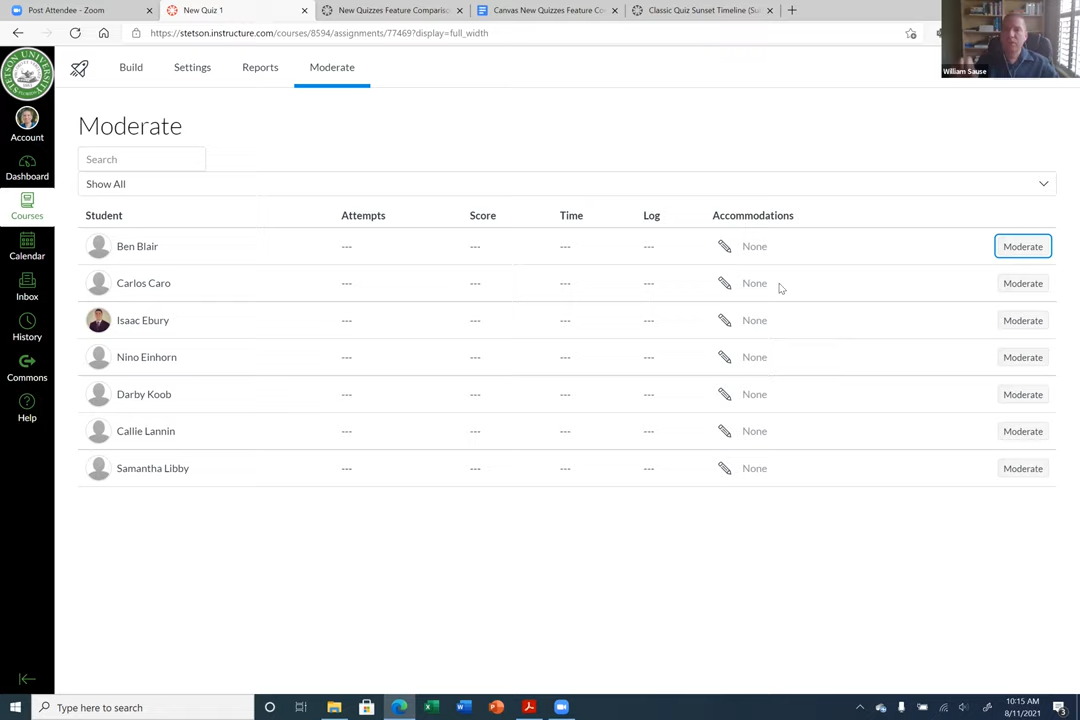 Post Attendee - Zoom
New Quiz 1
New Quizzes Feature Comparis
Canvas New Quizzes Feature Co
Classic Quiz Sunset Timeline (Su
https://stetson.instructure.com/courses/8594/assignments/77469?display=full_width
William Sause
STETSON UNIVERSITY
Account
Dashboard
Courses
Calendar
Inbox
History
Commons
Help
Build Settings Reports Moderate
Moderate
Search
Show All
Student Attempts Score Time Log Accommodations
Ben Blair --- --- --- --- None Moderate
Carlos Caro --- --- --- --- None Moderate
Isaac Ebury --- --- --- --- None Moderate
Nino Einhorn --- --- --- --- None Moderate
Darby Koob --- --- --- --- None Moderate
Callie Lannin --- --- --- --- None Moderate
Samantha Libby --- --- --- --- None Moderate
Type here to search
10:15 AM
8/11/2021
3